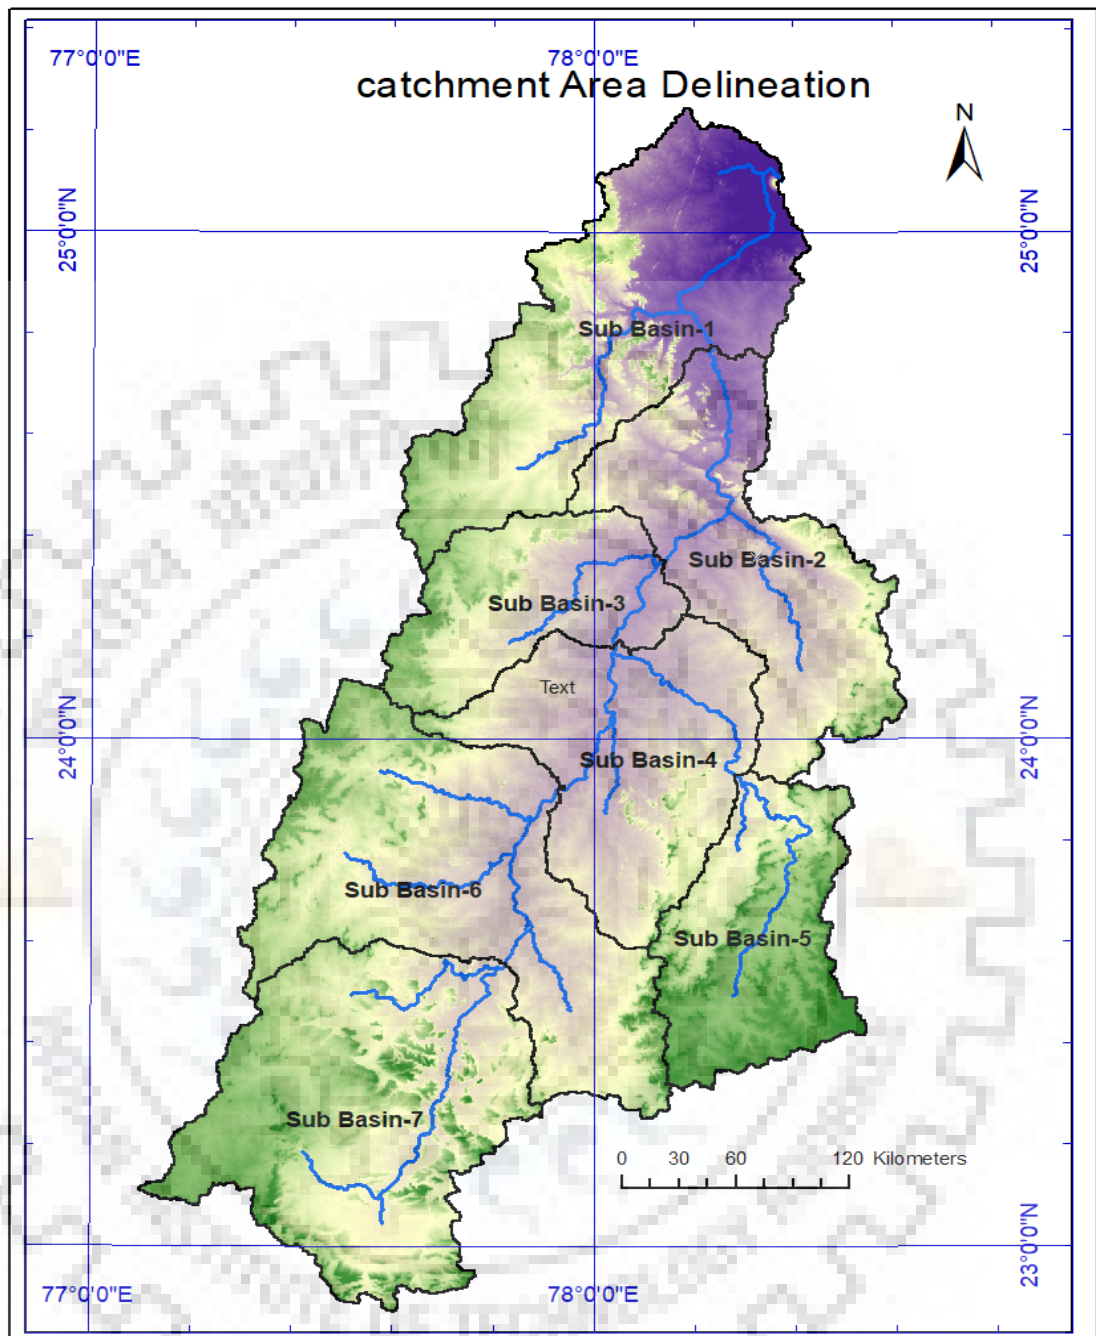 77°0'0"E 78°0'0"E
catchment Area Delineation
N
25°0'0"N 25°0'0"N
Sub Basin-1
Sub Basin-2
Sub Basin-3
Text
24°0'0"N 24°0'0"N
Sub Basin-4
Sub Basin-6
Sub Basin-5
Sub Basin-7
0 30 60 120 Kilometers
23°0'0"N
77°0'0"E 78°0'0"E